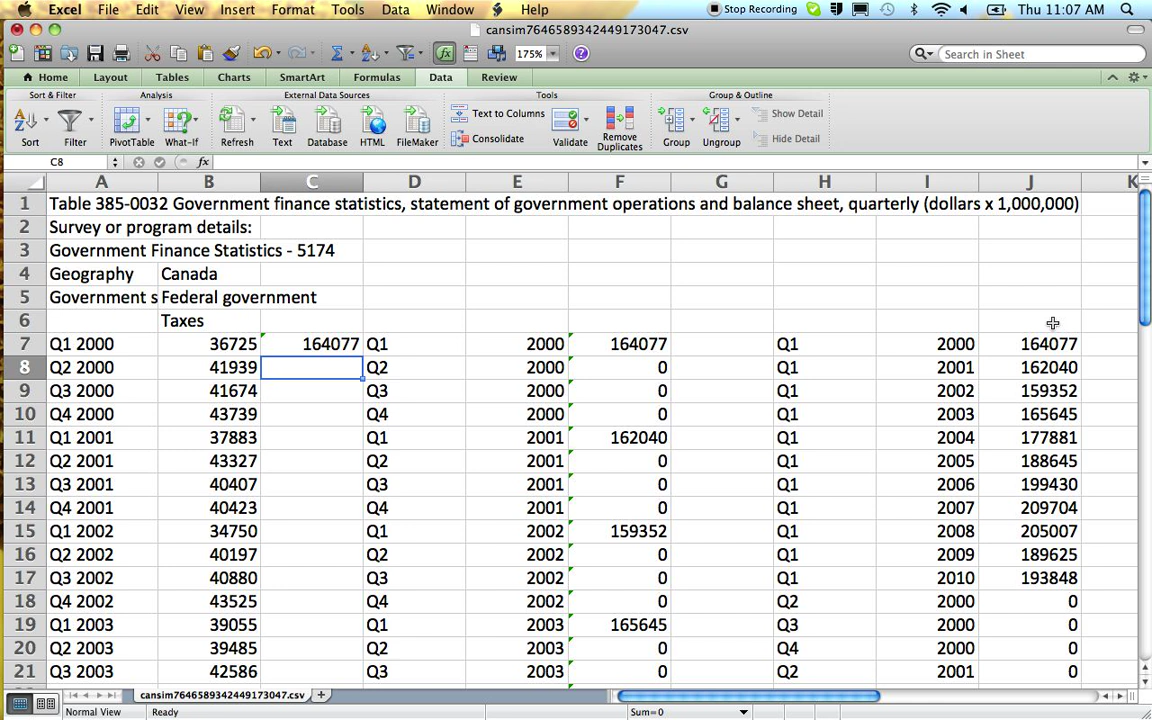 Excel File Edit View Insert Format Tools Data Window Help Stop Recording Thu 11:07 AM
cansim7646589342449173047.csv
175% Search in Sheet
Home Layout Tables Charts SmartArt Formulas Data Review
Sort & Filter Analysis External Data Sources Tools Group & Outline
Text to Columns Show Detail
Consolidate Hide Detail
Sort Filter PivotTable What-If Refresh Text Database HTML FileMaker Validate Remove Duplicates Group Ungroup
C8 fx
A B C D E F G H I J K
1 Table 385-0032 Government finance statistics, statement of government operations and balance sheet, quarterly (dollars x 1,000,000)
2 Survey or program details:
3 Government Finance Statistics - 5174
4 Geography Canada
5 Government s Federal government
6 Taxes
7 Q1 2000 36725 164077 Q1 2000 164077 Q1 2000 164077
8 Q2 2000 41939 Q2 2000 0 Q1 2001 162040
9 Q3 2000 41674 Q3 2000 0 Q1 2002 159352
10 Q4 2000 43739 Q4 2000 0 Q1 2003 165645
11 Q1 2001 37883 Q1 2001 162040 Q1 2004 177881
12 Q2 2001 43327 Q2 2001 0 Q1 2005 188645
13 Q3 2001 40407 Q3 2001 0 Q1 2006 199430
14 Q4 2001 40423 Q4 2001 0 Q1 2007 209704
15 Q1 2002 34750 Q1 2002 159352 Q1 2008 205007
16 Q2 2002 40197 Q2 2002 0 Q1 2009 189625
17 Q3 2002 40880 Q3 2002 0 Q1 2010 193848
18 Q4 2002 43525 Q4 2002 0 Q2 2000 0
19 Q1 2003 39055 Q1 2003 165645 Q3 2000 0
20 Q2 2003 39485 Q2 2003 0 Q4 2000 0
21 Q3 2003 42586 Q3 2003 0 Q2 2001 0
cansim7646589342449173047.csv
Normal View Ready Sum=0